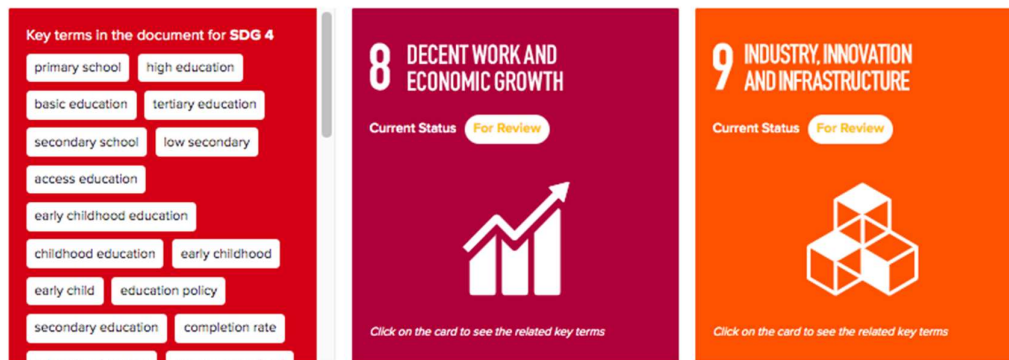 Key terms in the document for SDG 4
primary school
high education
basic education
tertiary education
secondary school
low secondary
access education
early childhood education
childhood education
early childhood
early child
education policy
secondary education
completion rate
8 DECENT WORK AND
ECONOMIC GROWTH
Current Status For Review
Click on the card to see the related key terms
9 INDUSTRY, INNOVATION
AND INFRASTRUCTURE
Current Status For Review
Click on the card to see the related key terms